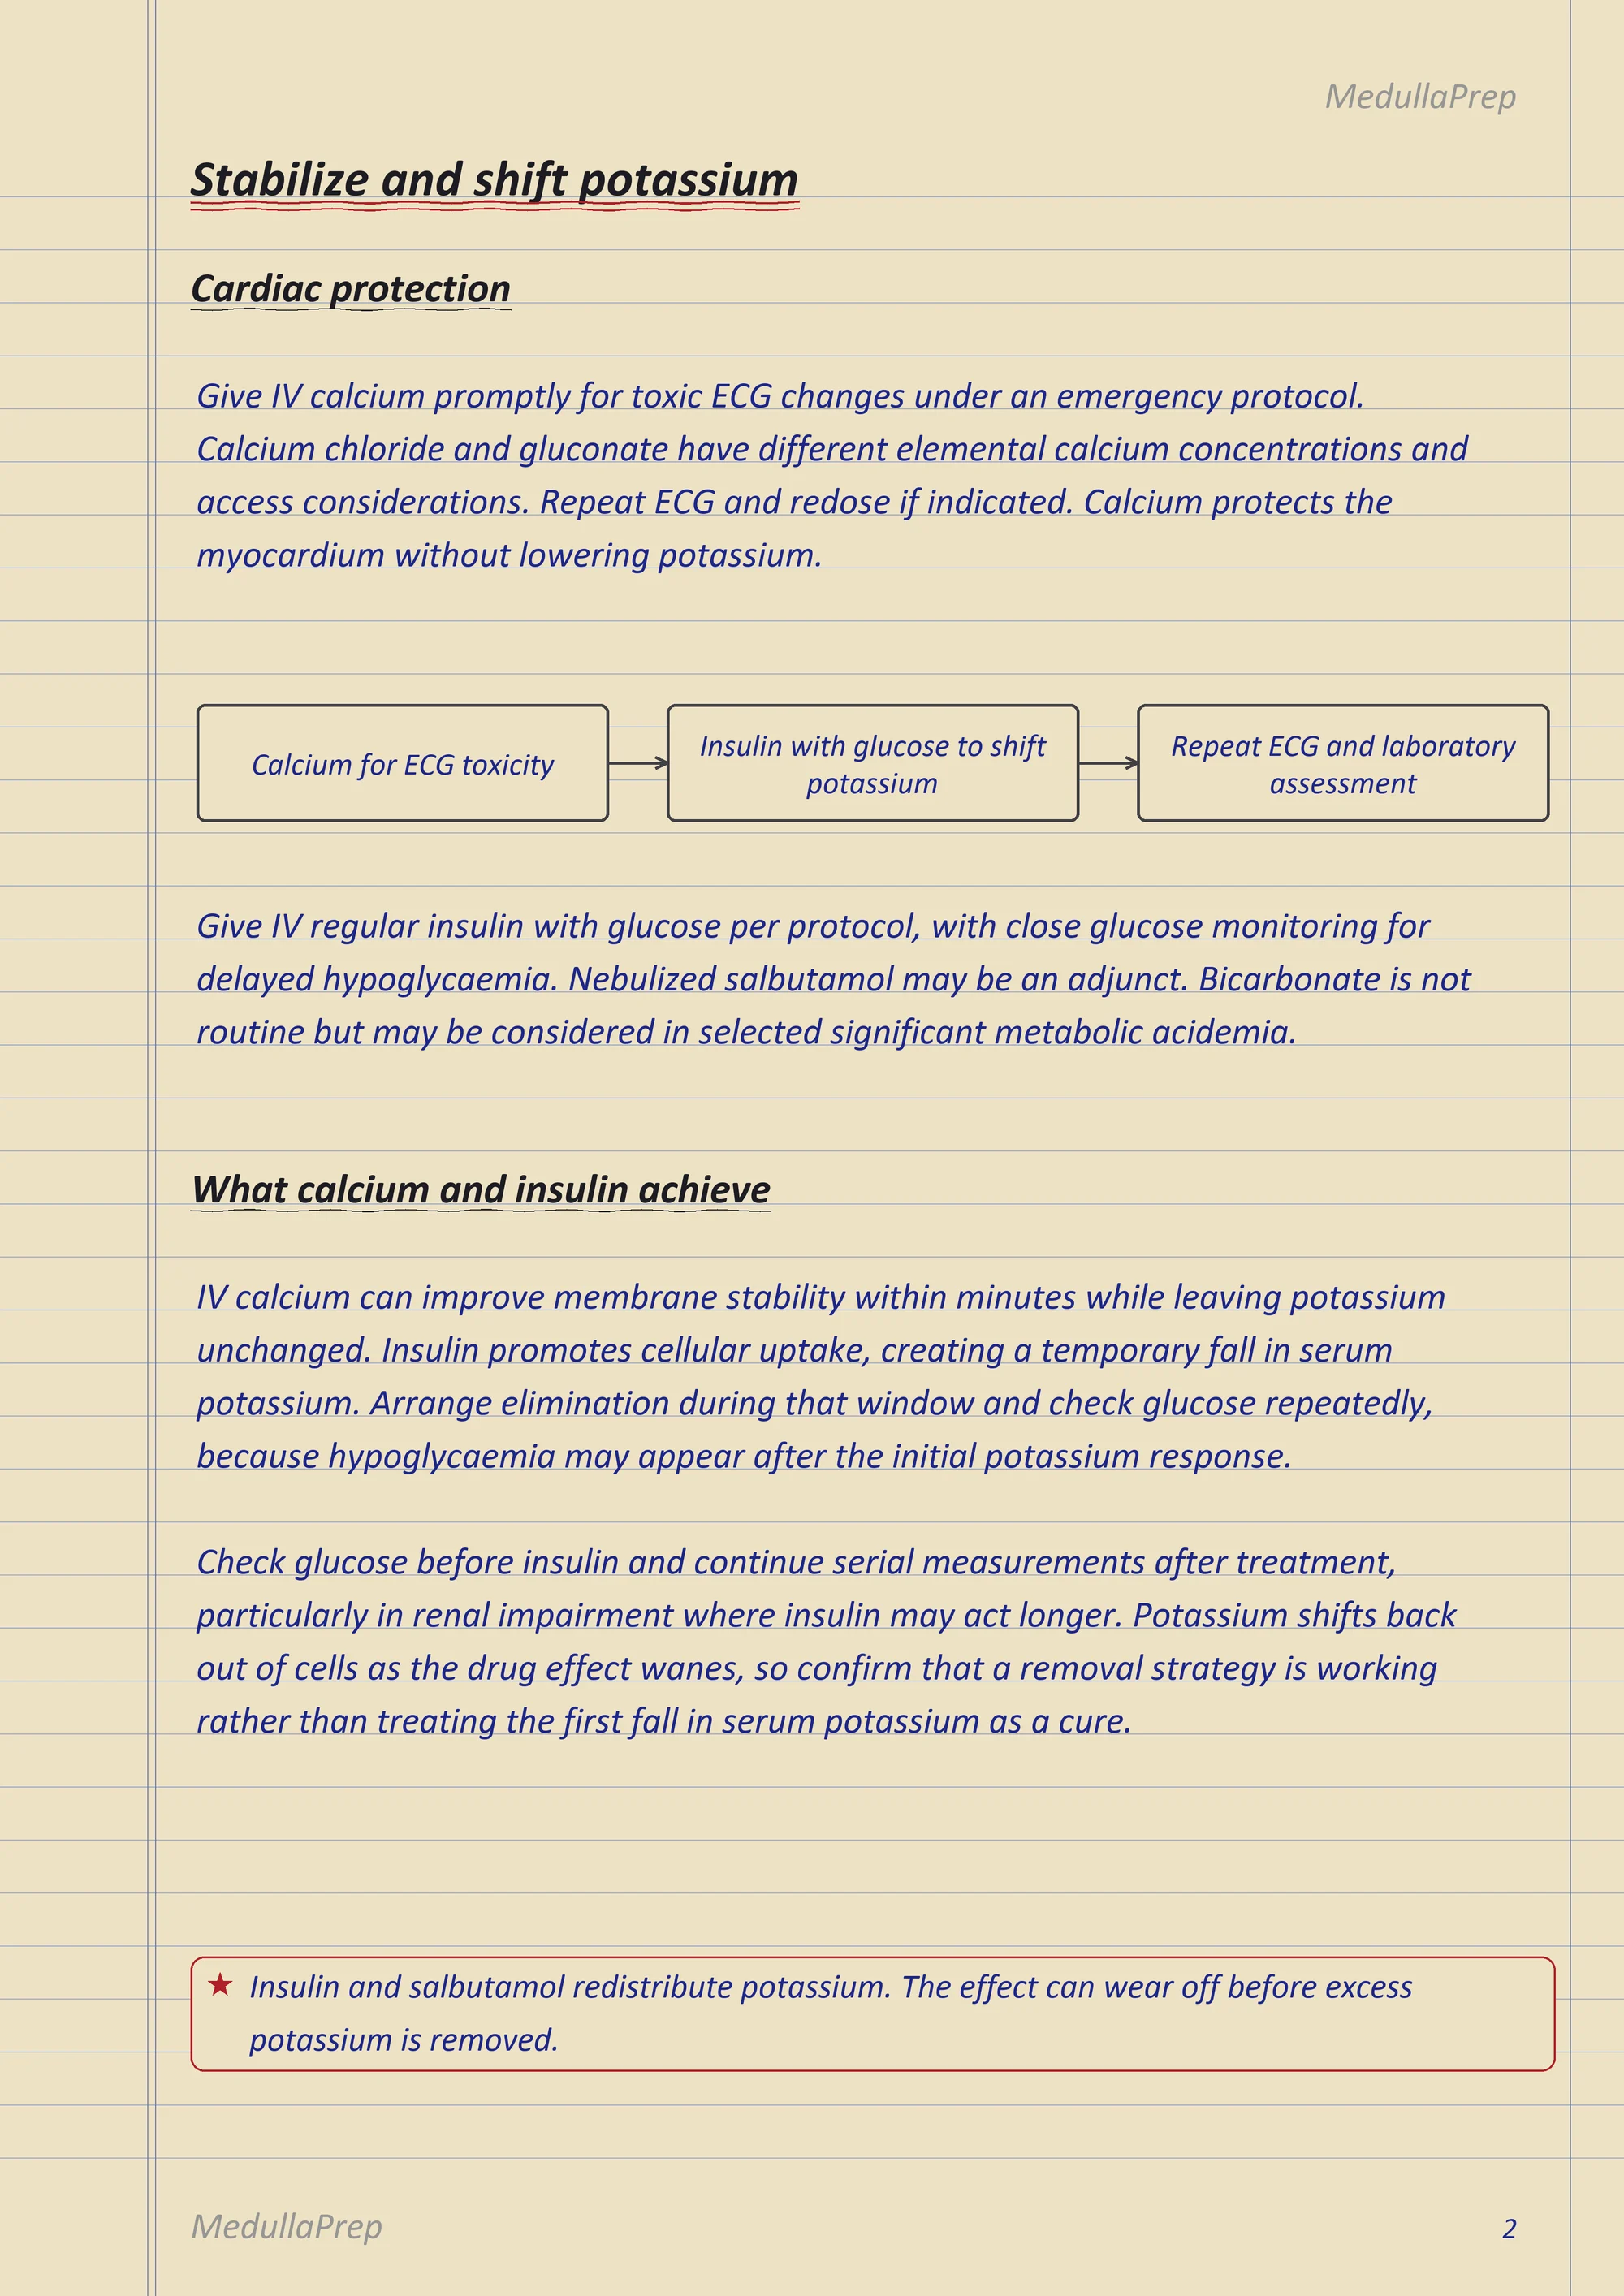 MedullaPrep
Stabilize and shift potassium
Cardiac protection
Give IV calcium promptly for toxic ECG changes under an emergency protocol.
Calcium chloride and gluconate have different elemental calcium concentrations and
access considerations. Repeat ECG and redose if indicated. Calcium protects the
myocardium without lowering potassium.
Calcium for ECG toxicity
Insulin with glucose to shift
potassium
Repeat ECG and laboratory
assessment
Give IV regular insulin with glucose per protocol, with close glucose monitoring for
delayed hypoglycaemia. Nebulized salbutamol may be an adjunct. Bicarbonate is not
routine but may be considered in selected significant metabolic acidemia.
What calcium and insulin achieve
IV calcium can improve membrane stability within minutes while leaving potassium
unchanged. Insulin promotes cellular uptake, creating a temporary fall in serum
potassium. Arrange elimination during that window and check glucose repeatedly,
because hypoglycaemia may appear after the initial potassium response.
Check glucose before insulin and continue serial measurements after treatment,
particularly in renal impairment where insulin may act longer. Potassium shifts back
out of cells as the drug effect wanes, so confirm that a removal strategy is working
rather than treating the first fall in serum potassium as a cure.
★ Insulin and salbutamol redistribute potassium. The effect can wear off before excess
potassium is removed.
MedullaPrep
2